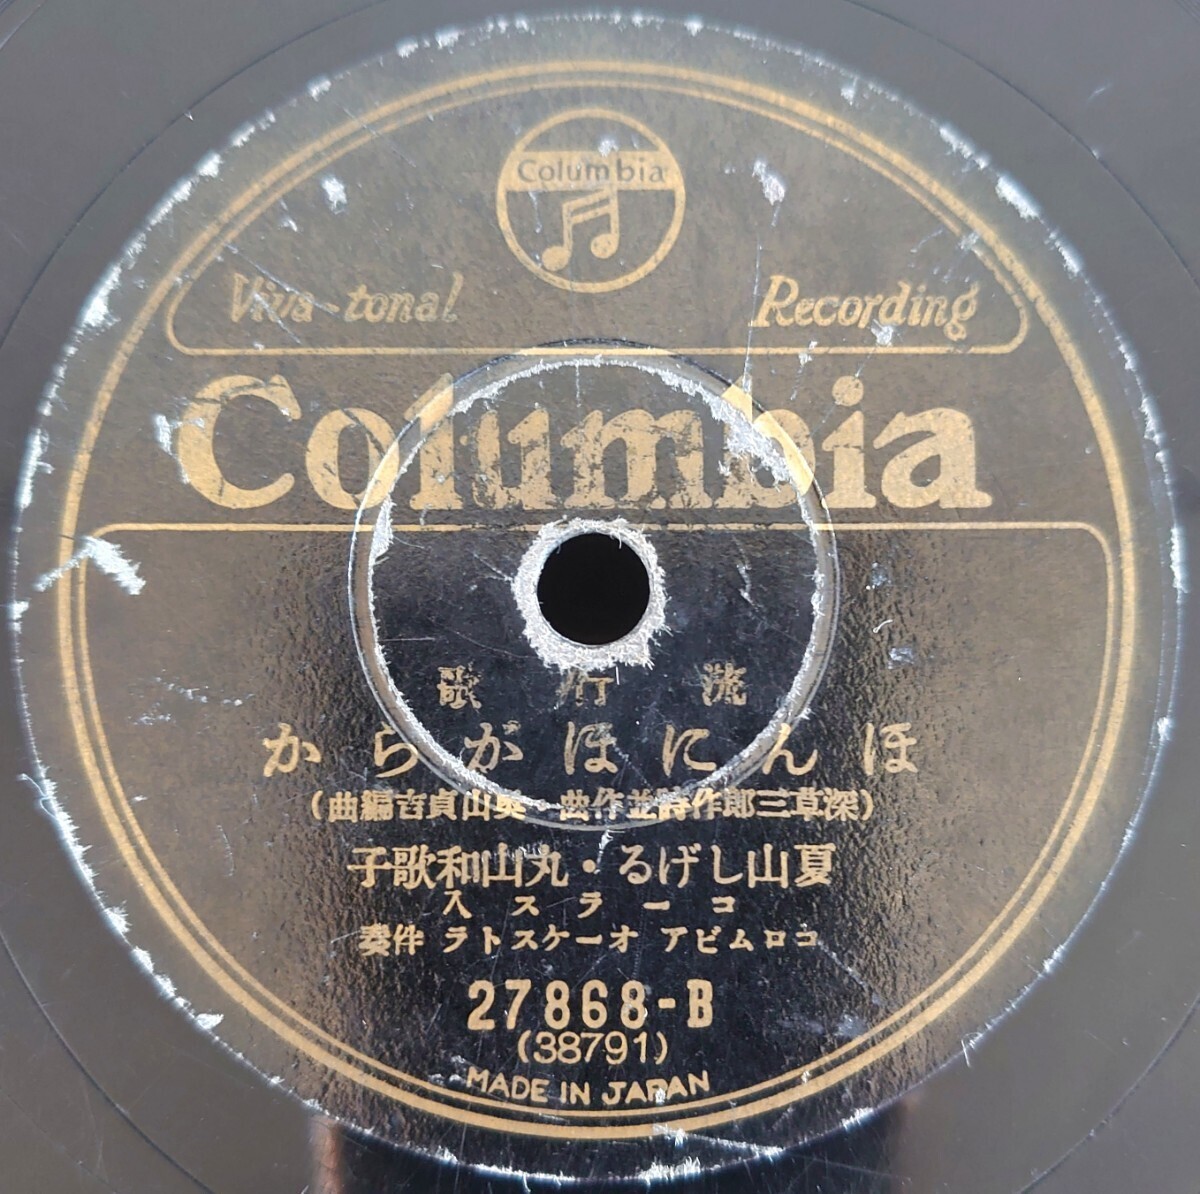 Columbia
Viva-tonal Recording
Columbia
流行歌
ほんにほがらか
(深草三郎作詩並作曲・奥山貞吉編曲)
夏山しげる・丸山和歌子
コーラス入
コロムビア オーケストラ 伴奏
27868-B
(38791)
MADE IN JAPAN